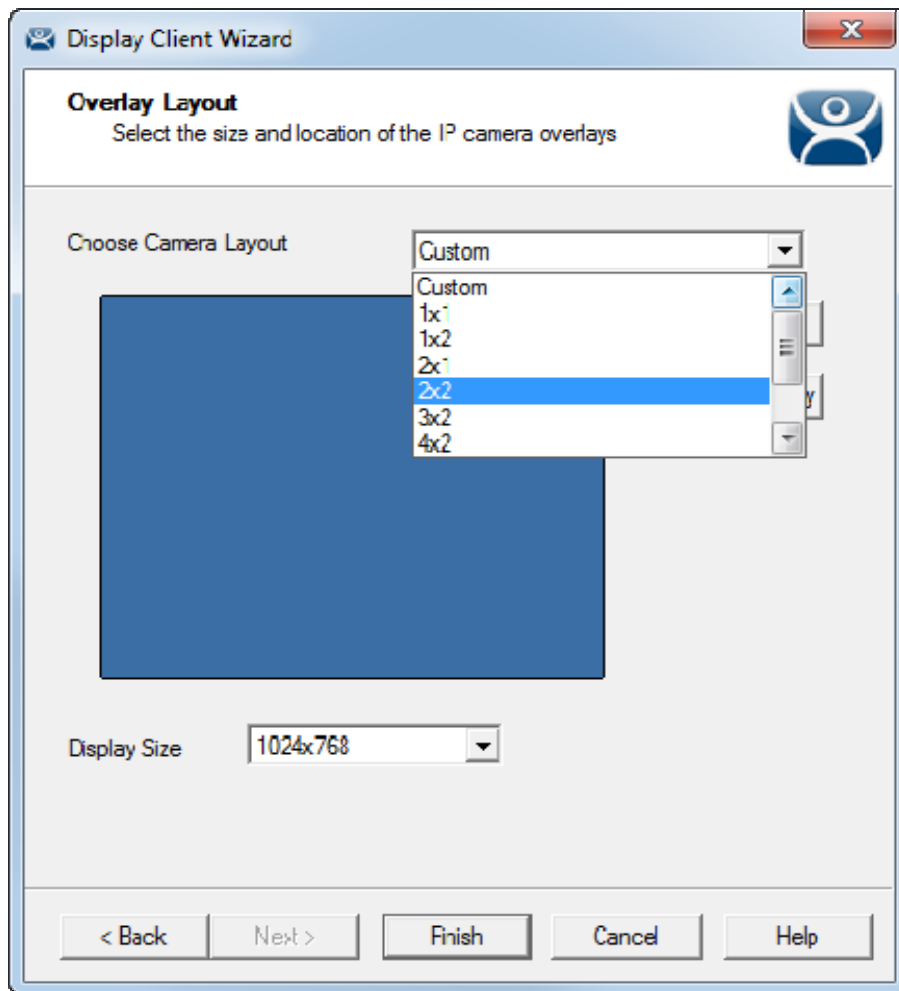 Display Client Wizard
Overlay Layout
Select the size and location of the IP camera overlays
Choose Camera Layout
Custom
Custom
1x1
1x2
2x1
2x2
3x2
4x2
y
Display Size
1024x768
< Back
Next >
Finish
Cancel
Help